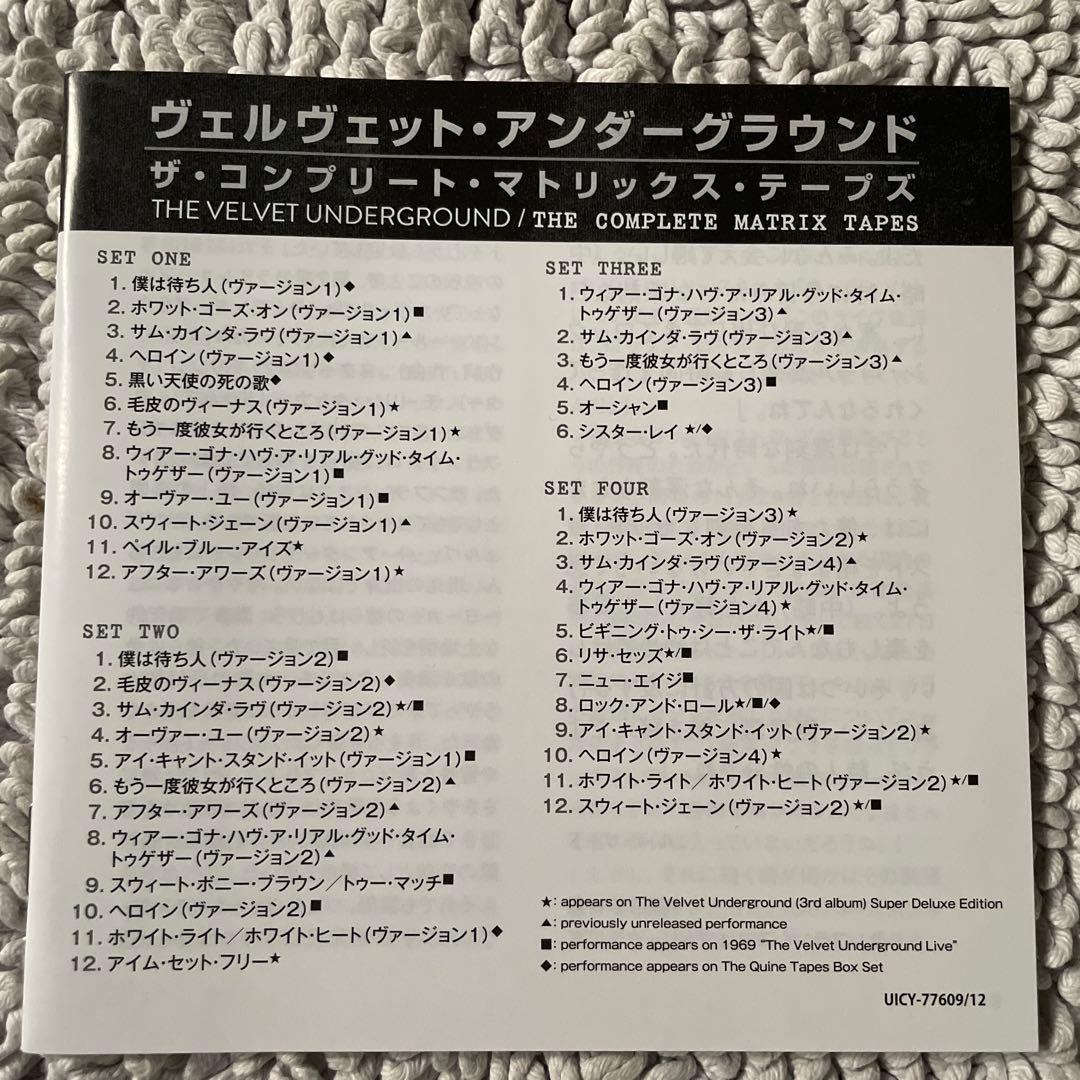 ヴェルヴェット・アンダーグラウンド
ザ・コンプリート・マトリックス・テープズ
THE VELVET UNDERGROUND / THE COMPLETE MATRIX TAPES
SET ONE
1. 僕は待ち人(ヴァージョン1)◆
2. ホワット・ゴーズ・オン(ヴァージョン1)■
3. サム・カインダ・ラヴ(ヴァージョン1)▲
4. ヘロイン(ヴァージョン1)◆
5. 黒い天使の死の歌◆
6. 毛皮のヴィーナス(ヴァージョン1)★
7. もう一度彼女が行くところ(ヴァージョン1)★
8. ウィアー・ゴナ・ハヴ・ア・リアル・グッド・タイム・
トゥゲザー(ヴァージョン1)■
9. オーヴァー・ユー(ヴァージョン1)■
10. スウィート・ジェーン(ヴァージョン1)▲
11. ペイル・ブルー・アイズ★
12. アフター・アワーズ(ヴァージョン1)★
SET TWO
1. 僕は待ち人(ヴァージョン2)■
2. 毛皮のヴィーナス(ヴァージョン2)◆
3. サム・カインダ・ラヴ(ヴァージョン2)★/■
4. オーヴァー・ユー(ヴァージョン2)★
5. アイ・キャント・スタンド・イット(ヴァージョン1)■
6. もう一度彼女が行くところ(ヴァージョン2)▲
7. アフター・アワーズ(ヴァージョン2)▲
8. ウィアー・ゴナ・ハヴ・ア・リアル・グッド・タイム・
トゥゲザー(ヴァージョン2)▲
9. スウィート・ボニー・ブラウン/トゥー・マッチ■
10. ヘロイン(ヴァージョン2)■
11. ホワイト・ライト/ホワイト・ヒート(ヴァージョン1)◆
12. アイム・セット・フリー★
SET THREE
1. ウィアー・ゴナ・ハヴ・ア・リアル・グッド・タイム・
トゥゲザー(ヴァージョン3)▲
2. サム・カインダ・ラヴ(ヴァージョン3)▲
3. もう一度彼女が行くところ(ヴァージョン3)▲
4. ヘロイン(ヴァージョン3)■
5. オーシャン■
6. シスター・レイ ★/◆
SET FOUR
1. 僕は待ち人(ヴァージョン3)★
2. ホワット・ゴーズ・オン(ヴァージョン2)★
3. サム・カインダ・ラヴ(ヴァージョン4)▲
4. ウィアー・ゴナ・ハヴ・ア・リアル・グッド・タイム・
トゥゲザー(ヴァージョン4)★
5. ビギニング・トゥ・シー・ザ・ライト★/■
6. リサ・セッズ★/■
7. ニュー・エイジ■
8. ロック・アンド・ロール★/■/◆
9. アイ・キャント・スタンド・イット(ヴァージョン2)★
10. ヘロイン(ヴァージョン4)★
11. ホワイト・ライト/ホワイト・ヒート(ヴァージョン2)★/■
12. スウィート・ジェーン(ヴァージョン2)★/■
★: appears on The Velvet Underground (3rd album) Super Deluxe Edition
▲: previously unreleased performance
■: performance appears on 1969 "The Velvet Underground Live"
◆: performance appears on The Quine Tapes Box Set
UICY-77609/12